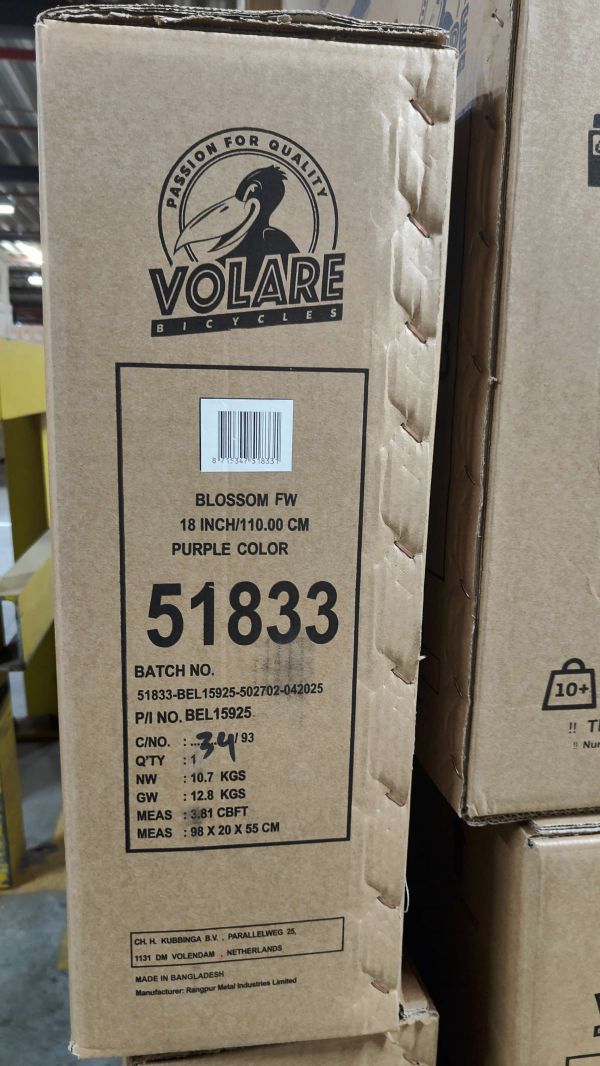 PASSION FOR QUALITY
VOLARE
BICYCLES
8 715347 518331
BLOSSOM FW
18 INCH/110.00 CM
PURPLE COLOR
51833
BATCH NO.
51833-BEL15925-502702-042025
P/I NO. BEL15925
C/NO. : ...34/ 93
Q'TY : 1
NW : 10.7 KGS
GW : 12.8 KGS
MEAS : 3.81 CBFT
MEAS : 98 X 20 X 55 CM
CH. H. KUBBINGA B.V. , PARALLELWEG 25,
1131 DM VOLENDAM , NETHERLANDS
MADE IN BANGLADESH
Manufacturer: Rangpur Metal Industries Limited
10+
!!
!!